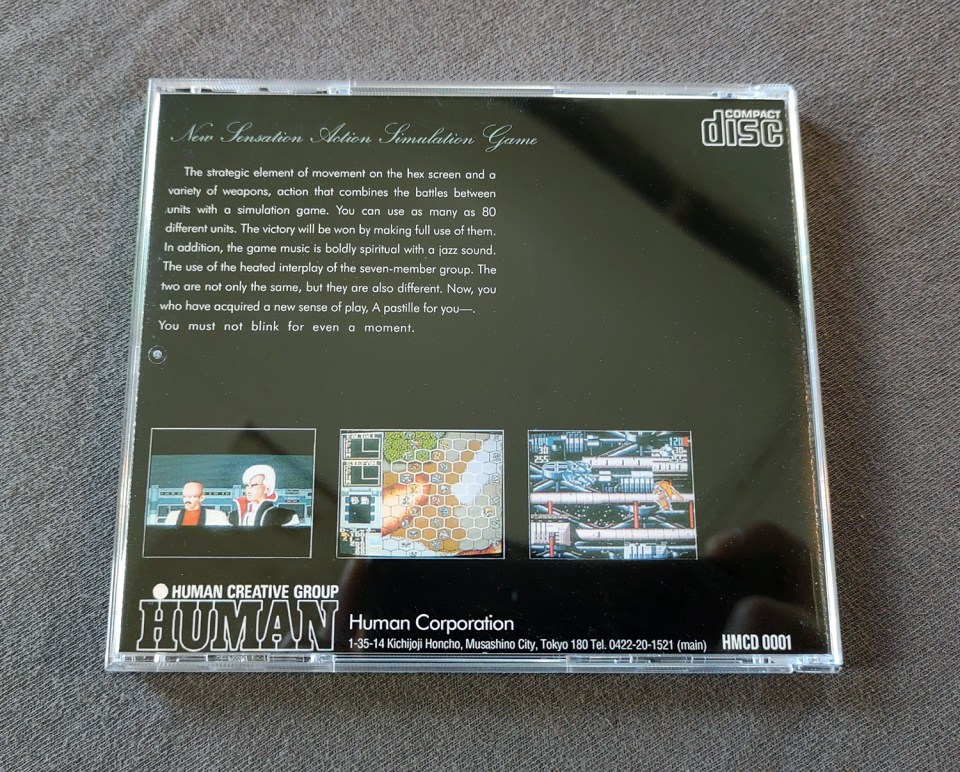 New Sensation Action Simulation Game
COMPACT
disc
The strategic element of movement on the hex screen and a
variety of weapons, action that combines the battles between
units with a simulation game. You can use as many as 80
different units. The victory will be won by making full use of them.
In addition, the game music is boldly spiritual with a jazz sound.
The use of the heated interplay of the seven-member group. The
two are not only the same, but they are also different. Now, you
who have acquired a new sense of play, A pastille for you—.
You must not blink for even a moment.
HUMAN CREATIVE GROUP
HUMAN
Human Corporation
1-35-14 Kichijoji Honcho, Musashino City, Tokyo 180 Tel. 0422-20-1521 (main)
HMCD 0001